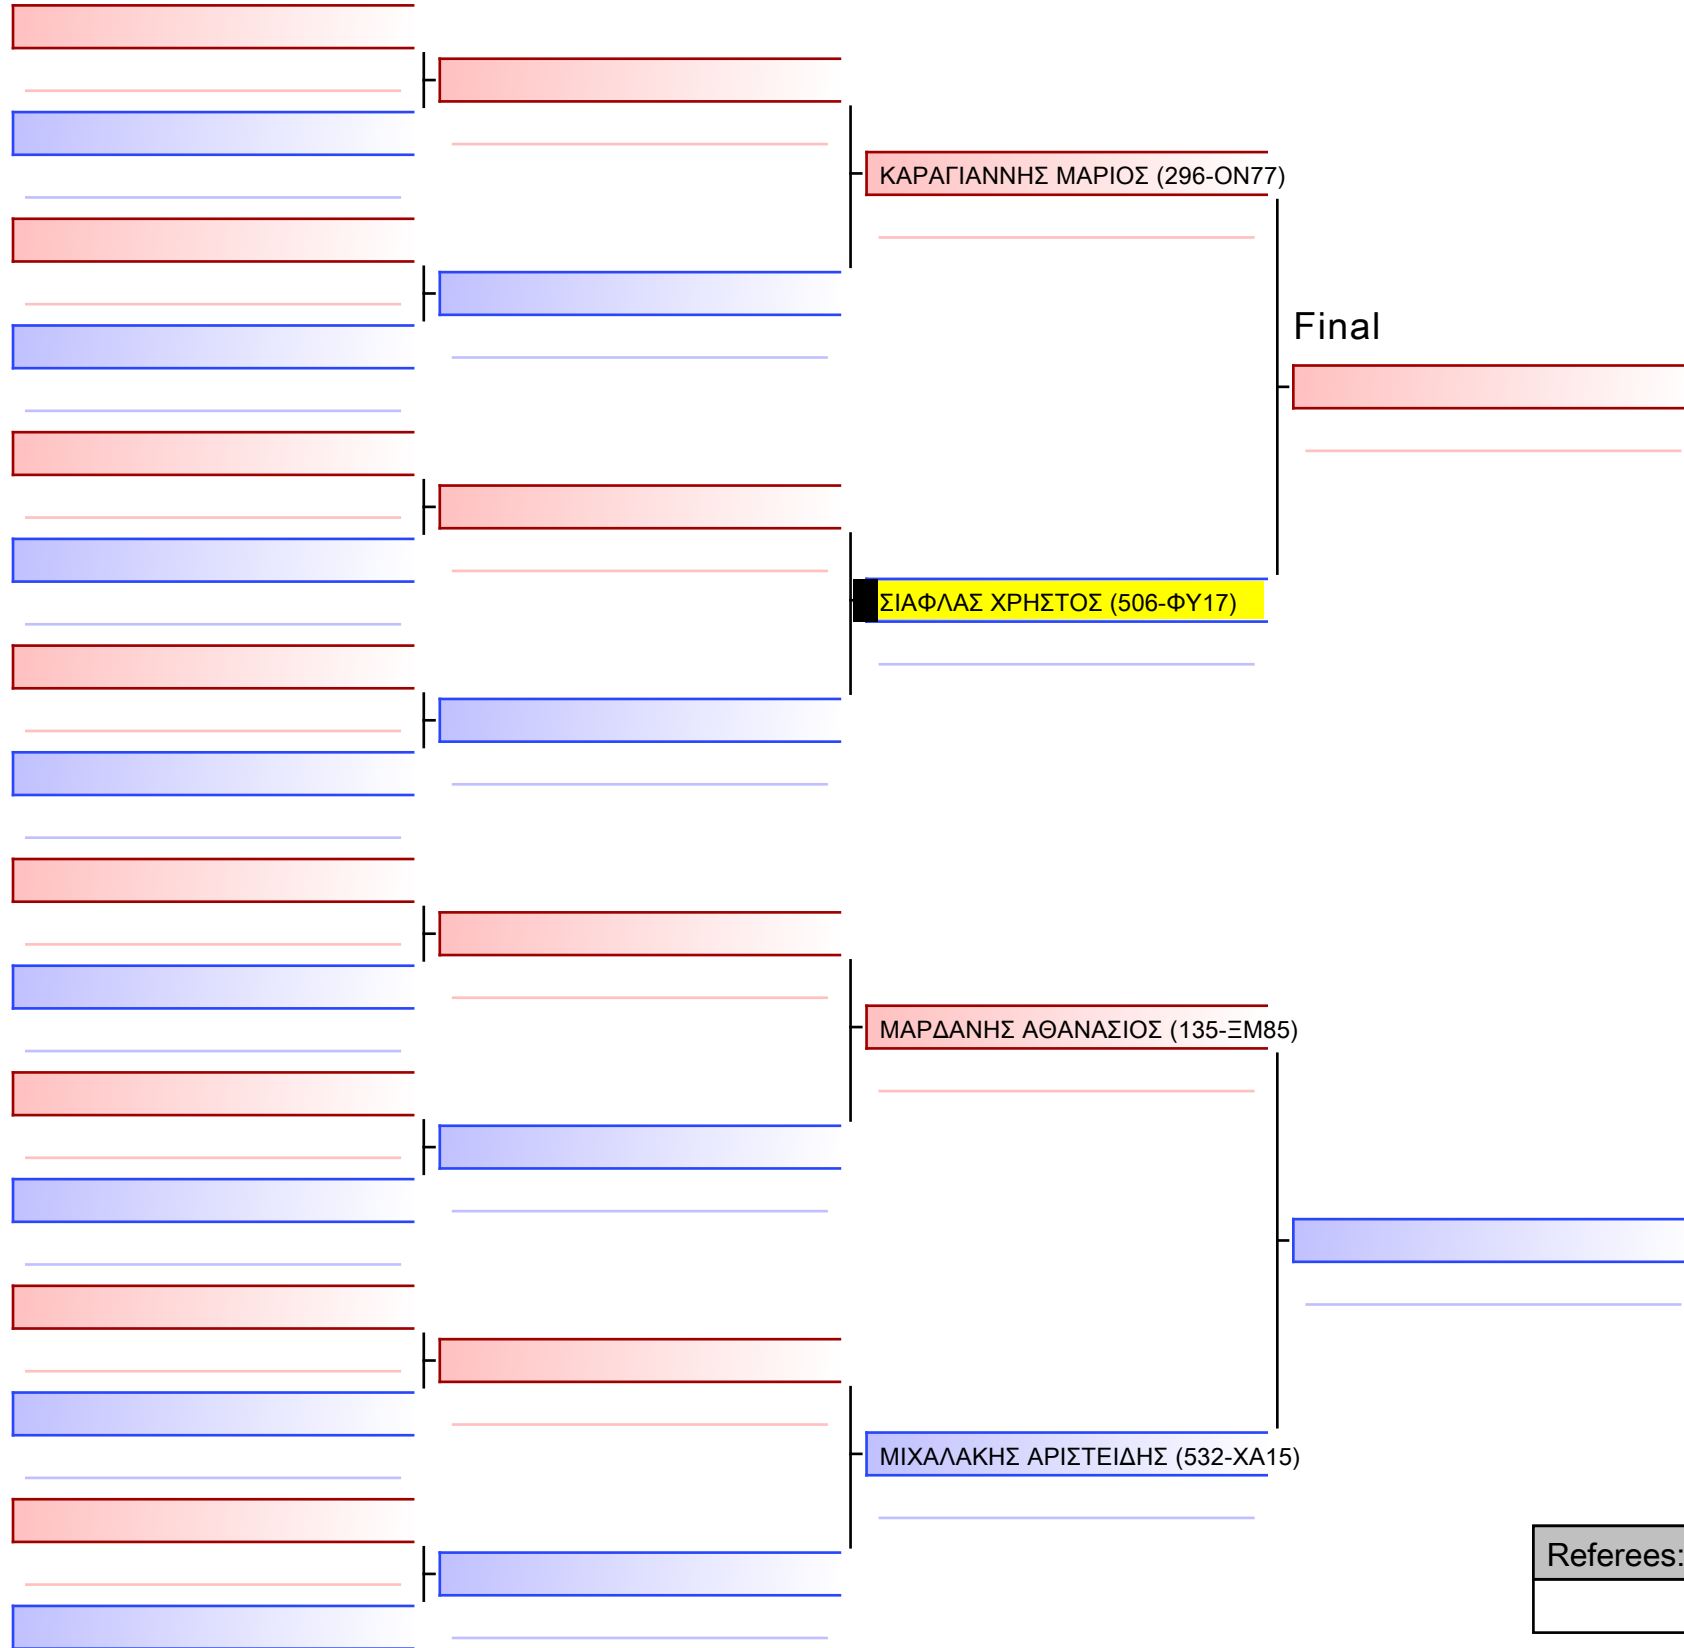 ΚΑΡΑΓΙΑΝΝΗΣ ΜΑΡΙΟΣ (296-ΟΝ77)
Final
ΣΙΑΦΛΑΣ ΧΡΗΣΤΟΣ (506-ΦΥ17)
ΜΑΡΔΑΝΗΣ ΑΘΑΝΑΣΙΟΣ (135-ΞΜ85)
ΜΙΧΑΛΑΚΗΣ ΑΡΙΣΤΕΙΔΗΣ (532-ΧΑ15)
Referees: